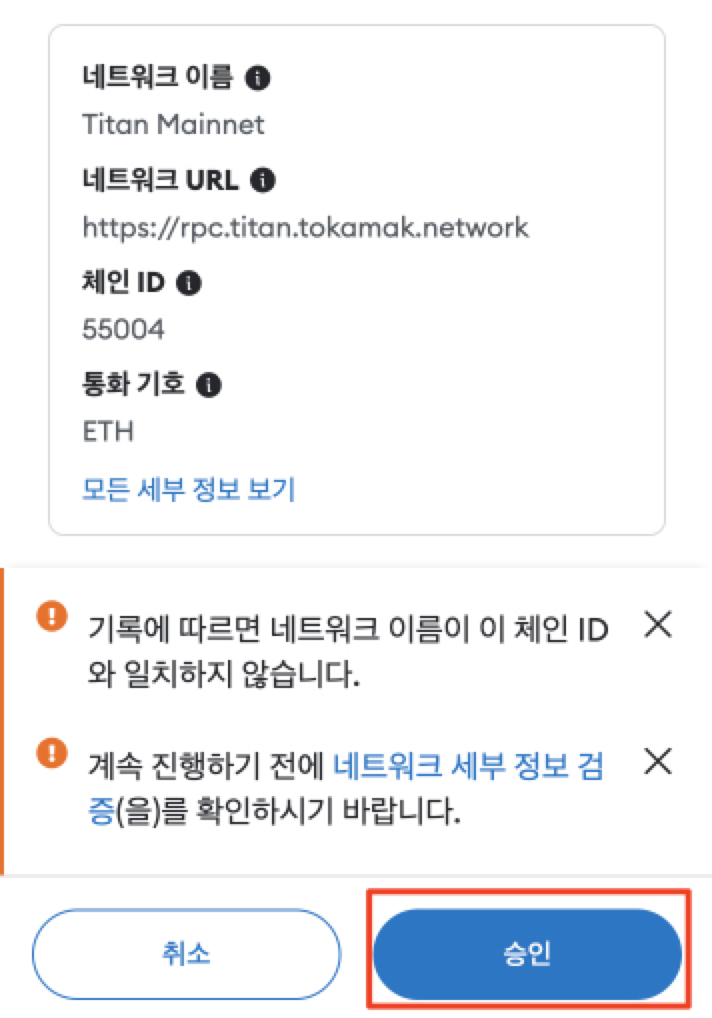 네트워크 이름
Titan Mainnet
네트워크 URL
https://rpc.titan.tokamak.network
체인 ID
55004
통화 기호
ETH
모든 세부 정보 보기
기록에 따르면 네트워크 이름이 이 체인 ID
와 일치하지 않습니다.
계속 진행하기 전에 네트워크 세부 정보 검
증(을)를 확인하시기 바랍니다.
취소
승인